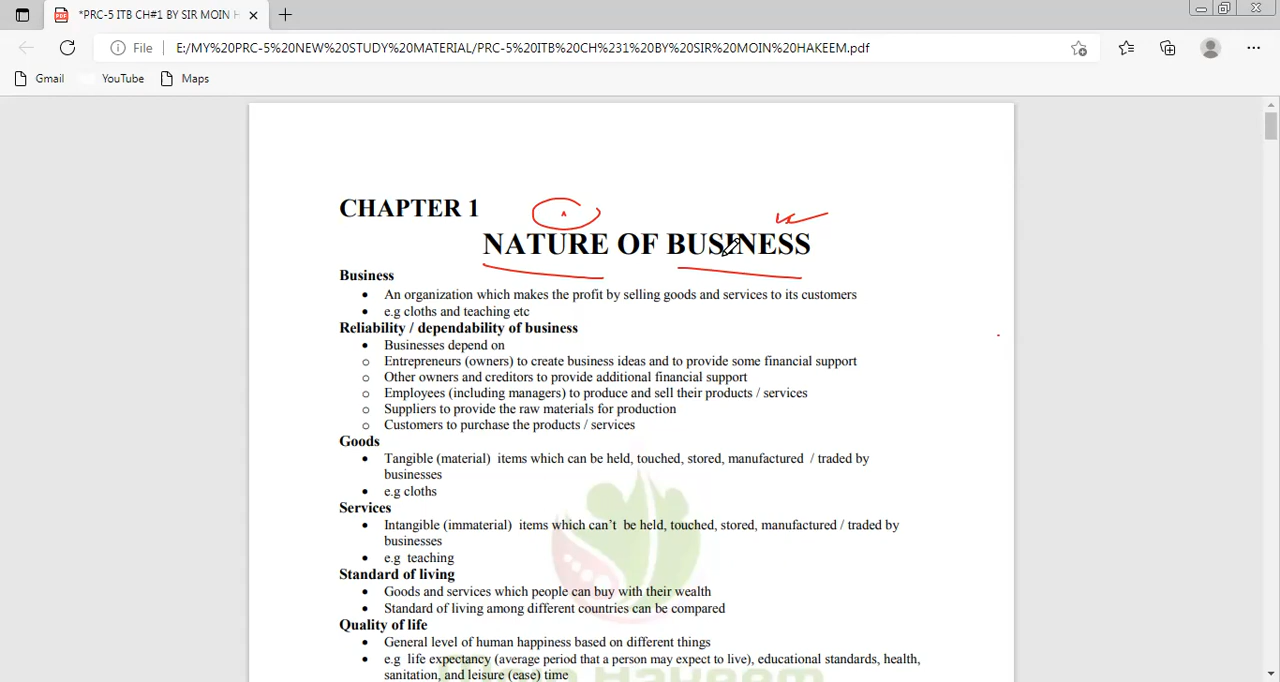 *PRC-5 ITB CH#1 BY SIR MOIN H
File
E:/MY%20PRC-5%20NEW%20STUDY%20MATERIAL/PRC-5%20ITB%20CH%231%20BY%20SIR%20MOIN%20HAKEEM.pdf
Gmail YouTube Maps
CHAPTER 1
NATURE OF BUSINESS
Business
• An organization which makes the profit by selling goods and services to its customers
• e.g cloths and teaching etc
Reliability / dependability of business
• Businesses depend on
o Entrepreneurs (owners) to create business ideas and to provide some financial support
o Other owners and creditors to provide additional financial support
o Employees (including managers) to produce and sell their products / services
o Suppliers to provide the raw materials for production
o Customers to purchase the products / services
Goods
• Tangible (material) items which can be held, touched, stored, manufactured / traded by
businesses
• e.g cloths
Services
• Intangible (immaterial) items which can't be held, touched, stored, manufactured / traded by
businesses
• e.g teaching
Standard of living
• Goods and services which people can buy with their wealth
• Standard of living among different countries can be compared
Quality of life
• General level of human happiness based on different things
• e.g life expectancy (average period that a person may expect to live), educational standards, health,
sanitation, and leisure (ease) time